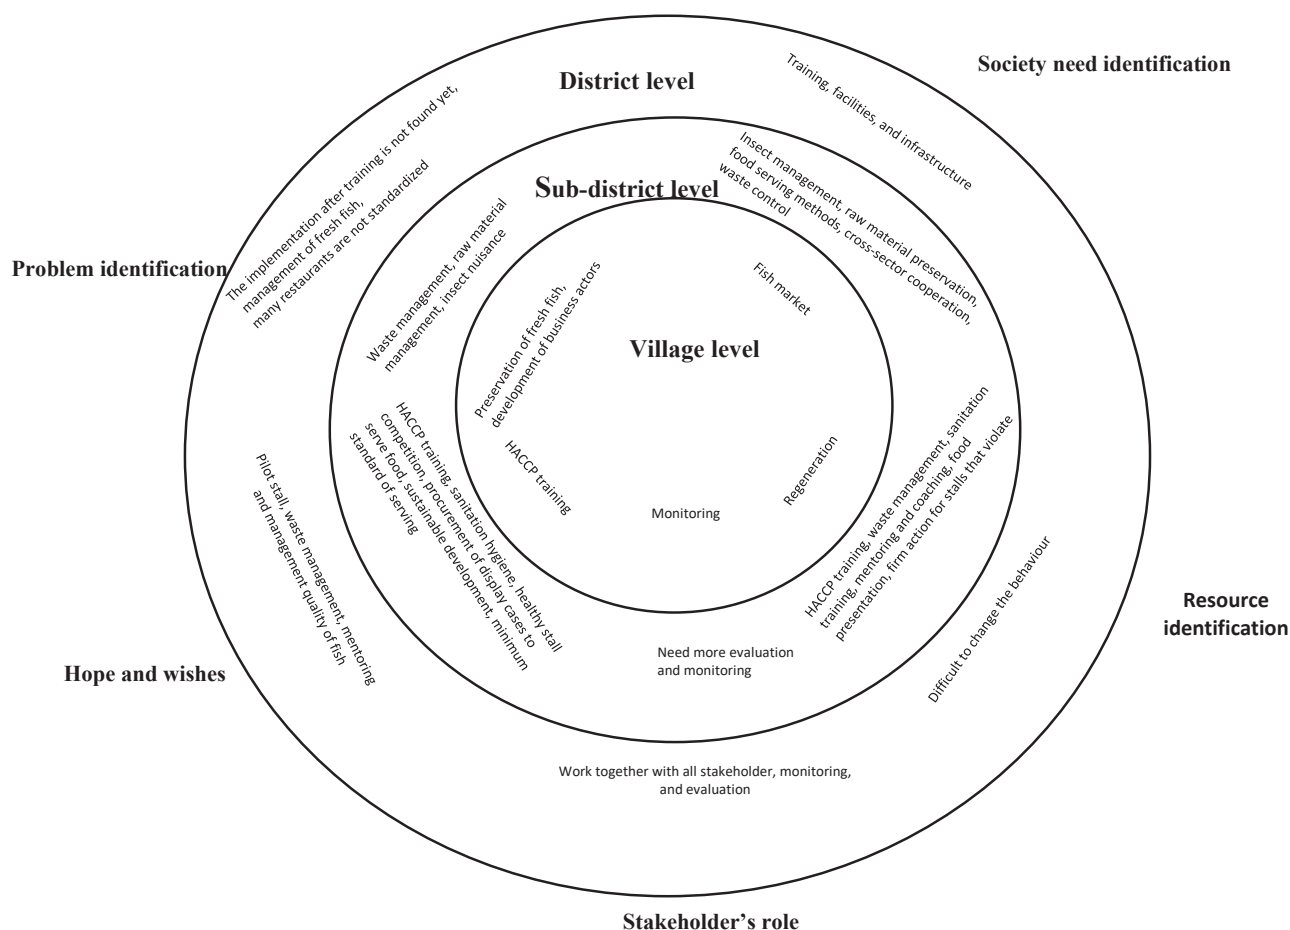 Society need identification
District level
Training, facilities, and infrastructure
The implementation after training is not found yet,
management of fresh fish,
many restaurants are not standardized
Sub-district level
Insect management, raw material preservation,
food serving methods, cross-sector cooperation,
waste control
Problem identification
Waste management, raw material
management, insect nuisance
Preservation of fresh fish,
development of business actors
Fish market
Village level
HACCP training
Monitoring
Regeneration
HACCP training, sanitation hygiene, healthy stall
competition, procurement of display cases to
serve food, sustainable development, minimum
standard of serving
HACCP training, waste management, sanitation
training, mentoring and coaching, food
presentation, firm action for stalls that violate
Pilot stall, waste management, mentoring
and management quality of fish
Difficult to change the behaviour
Resource
identification
Hope and wishes
Need more evaluation
and monitoring
Work together with all stakeholder, monitoring,
and evaluation
Stakeholder’s role